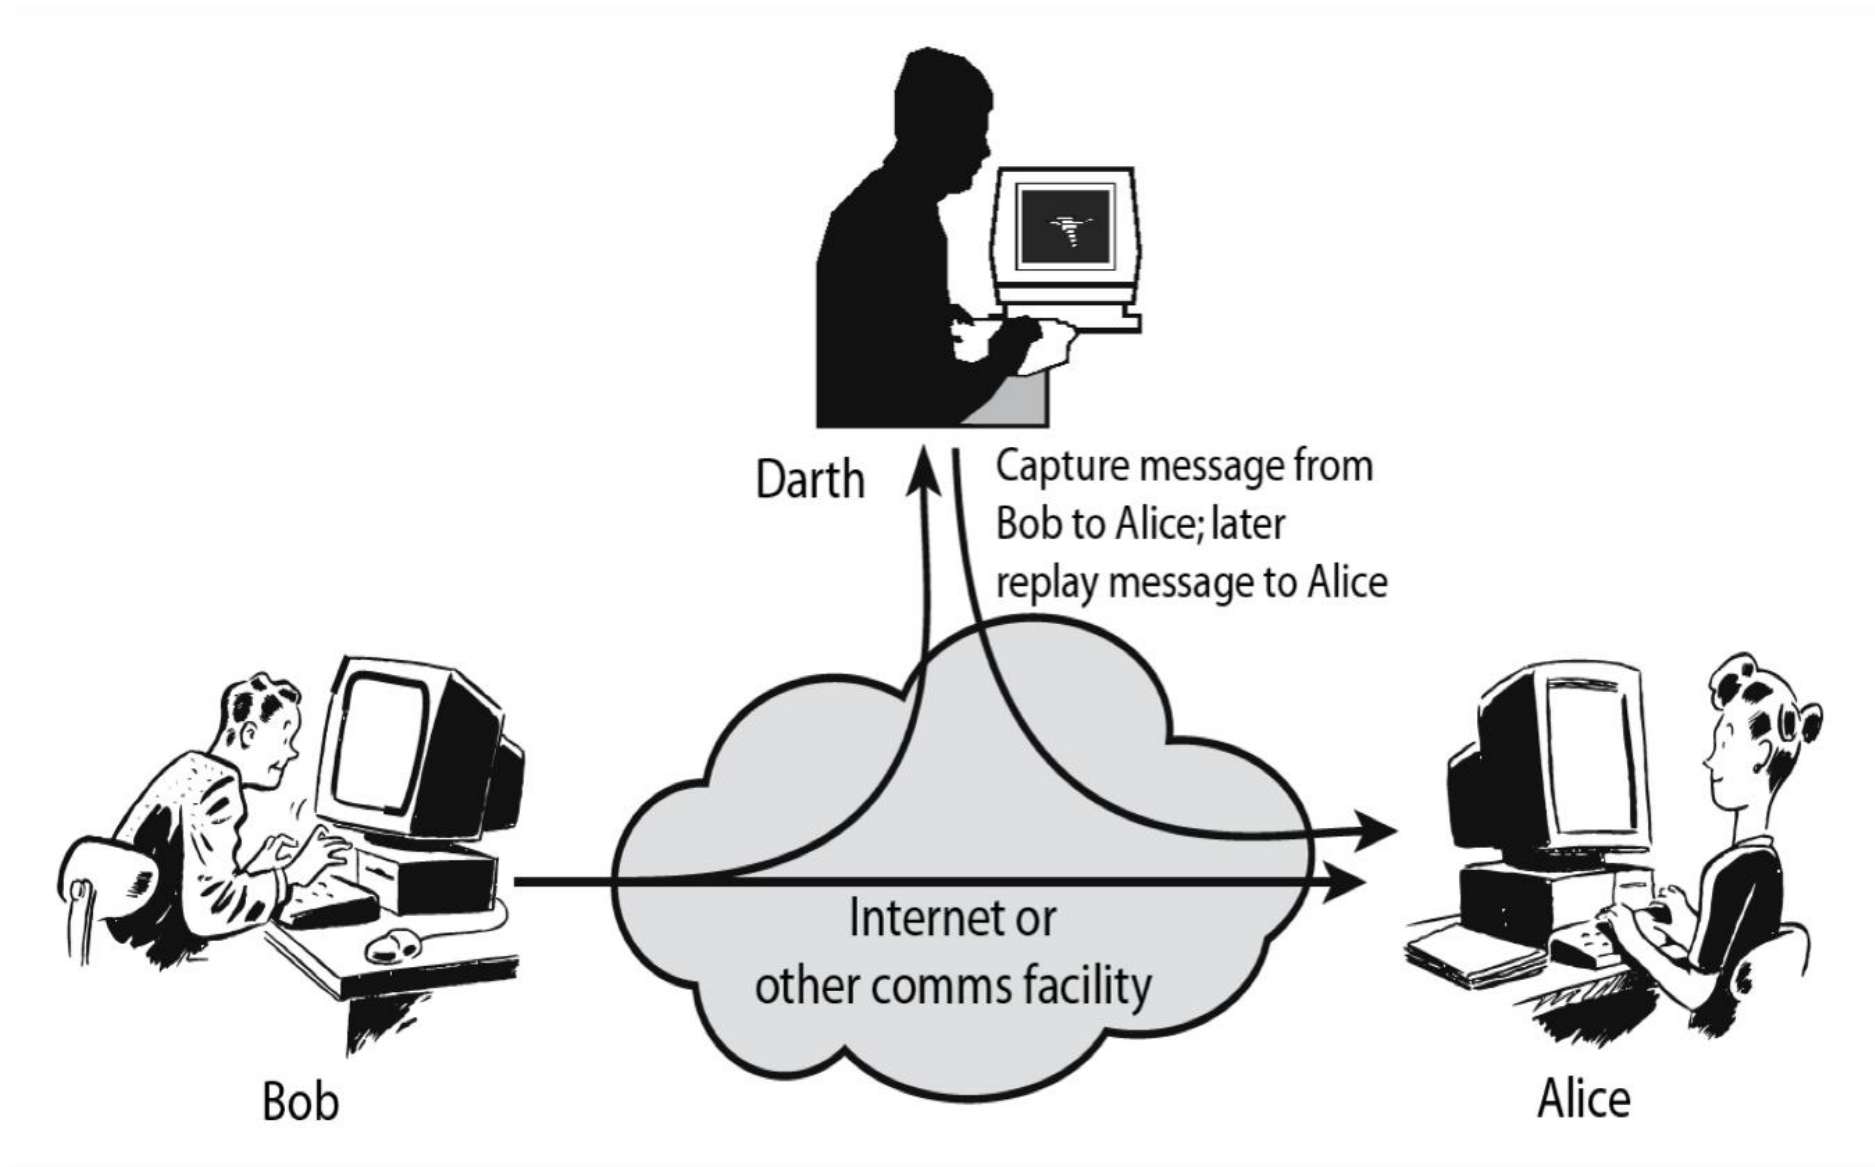 Darth
Capture message from
Bob to Alice; later
replay message to Alice
Internet or
other comms facility
Bob
Alice